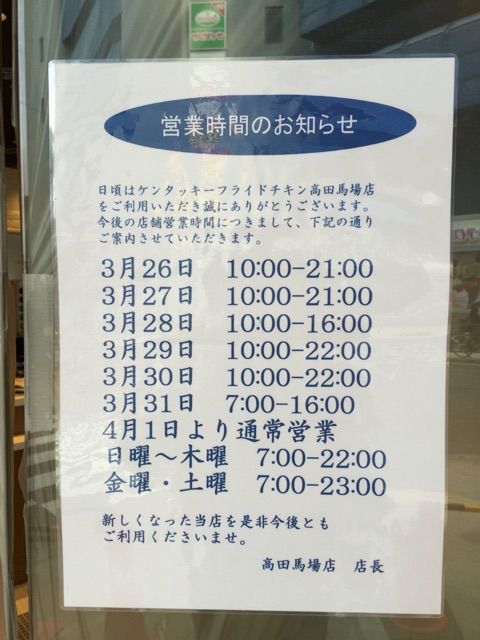 営業時間のお知らせ
日頃はケンタッキーフライドチキン高田馬場店
をご利用いただき誠にありがとうございます。
今後の店舗営業時間につきまして、下記の通り
ご案内させていただきます。
3月26日 10:00-21:00
3月27日 10:00-21:00
3月28日 10:00-16:00
3月29日 10:00-22:00
3月30日 10:00-22:00
3月31日 7:00-16:00
4月1日より通常営業
日曜～木曜 7:00-22:00
金曜・土曜 7:00-23:00
新しくなった当店を是非今後とも
ご利用くださいませ。
高田馬場店 店長